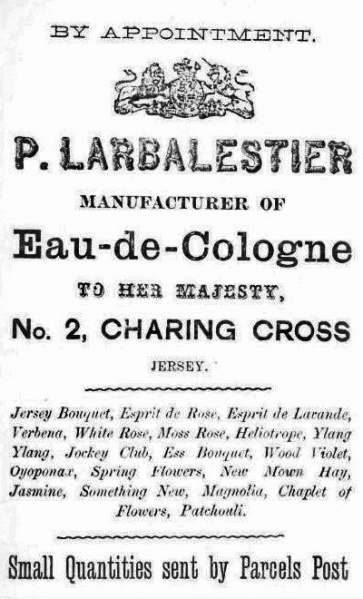 BY APPOINTMENT.
P. LARBALESTIER
MANUFACTURER OF
Eau-de-Cologne
TO HER MAJESTY,
No. 2, CHARING CROSS
JERSEY.
Jersey Bouquet, Esprit de Rose, Esprit de Lavande,
Verbena, White Rose, Moss Rose, Heliotrope, Ylang
Ylang, Jockey Club, Ess Bouquet, Wood Violet,
Oyoponax, Spring Flowers, New Mown Hay,
Jasmine, Something New, Magnolia, Chaplet of
Flowers, Patchouli.
Small Quantities sent by Parcels Post